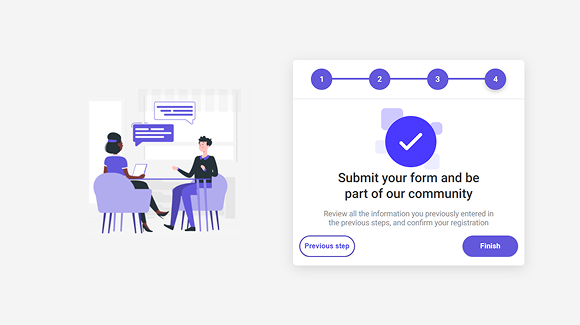 1 2 3 4
Submit your form and be
part of our community
Review all the information you previously entered in
the previous steps, and confirm your registration
Previous step Finish